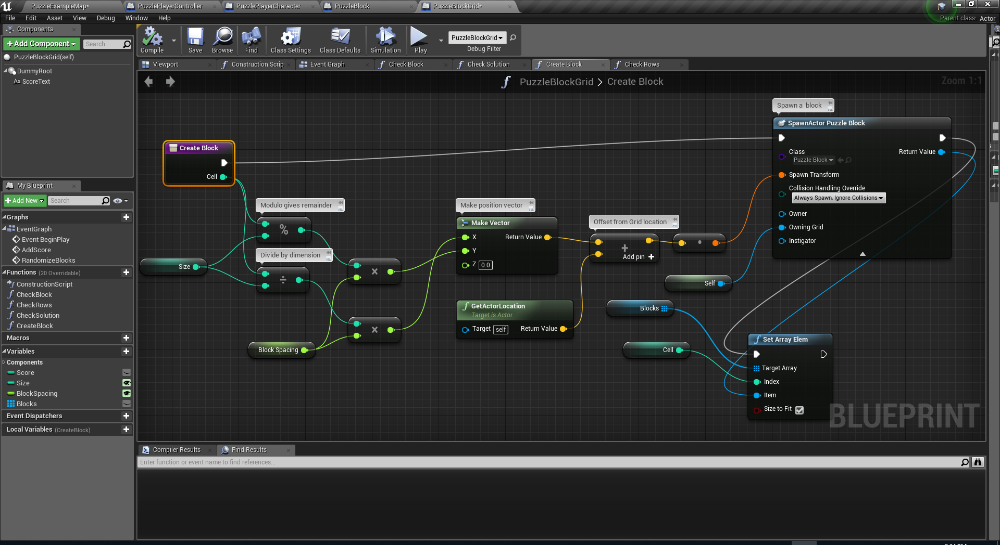 PuzzleExampleMap*
PuzzlePlayerController
PuzzlePlayerCharacter
PuzzleBlock
PuzzleBlockGrid*
File Edit Asset View Debug Window Help
Parent class: Actor
Components
+ Add Component
Search
PuzzleBlockGrid(self)
DummyRoot
Aa ScoreText
Compile
Save
Browse
Find
Class Settings
Class Defaults
Simulation
Play
PuzzleBlockGrid
Debug Filter
Viewport
Construction Scrip
Event Graph
Check Block
Check Solution
Create Block
Check Rows
PuzzleBlockGrid > Create Block
Zoom 1:1
My Blueprint
+ Add New
Search
Graphs
EventGraph
Event BeginPlay
AddScore
RandomizeBlocks
Functions (20 Overridable)
ConstructionScript
CheckBlock
CheckRows
CheckSolution
CreateBlock
Macros
Variables
Components
Score
Size
BlockSpacing
Blocks
Event Dispatchers
Local Variables (CreateBlock)
Create Block
Cell
Modulo gives remainder
%
Size
Divide by dimension
÷
×
×
Block Spacing
Make position vector
Make Vector
X
Return Value
Y
Z 0.0
GetActorLocation
Target is Actor
Target self
Return Value
Offset from Grid location
+
Add pin +
Spawn a block
SpawnActor Puzzle Block
Class
Puzzle Block
Return Value
Spawn Transform
Collision Handling Override
Always Spawn, Ignore Collisions
Owner
Owning Grid
Instigator
Self
Blocks
Cell
Set Array Elem
Target Array
Index
Item
Size to Fit
BLUEPRINT
Compiler Results
Find Results
Enter function or event name to find references...